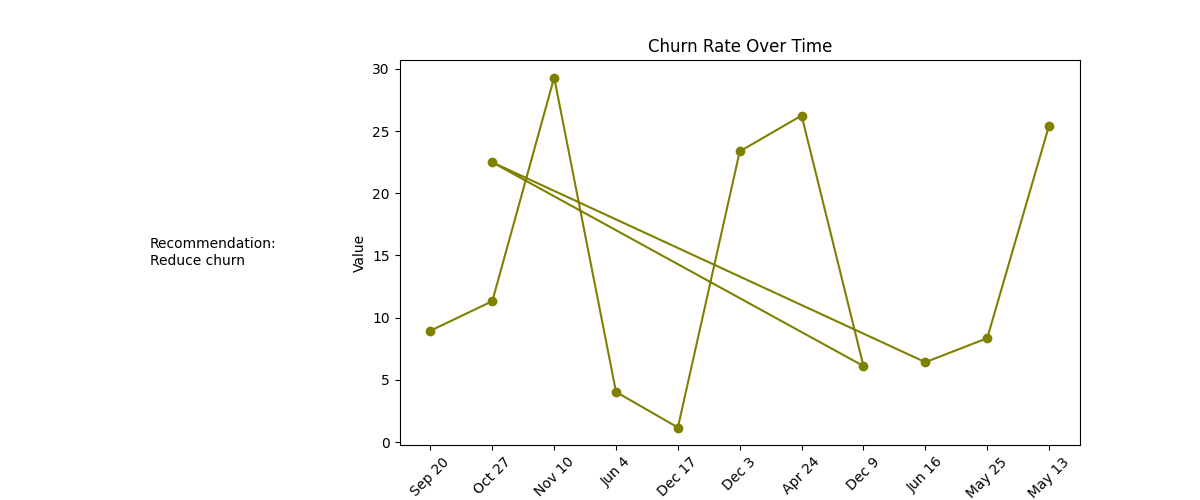 Churn Rate Over Time
Recommendation:
Reduce churn
Value
30
25
20
15
10
5
0
Sep 20
Oct 27
Nov 10
Jun 4
Dec 17
Dec 3
Apr 24
Dec 9
Jun 16
May 25
May 13